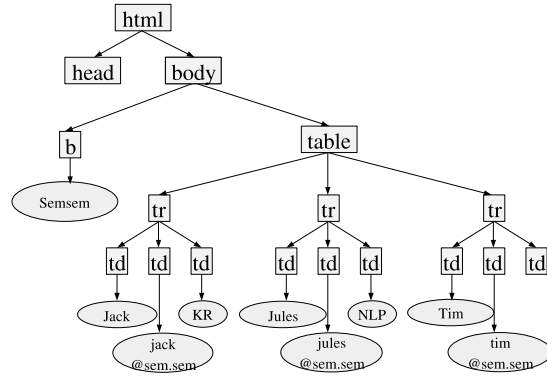 html
head
body
b
table
Semsem
tr
tr
tr
td
td
td
td
td
td
td
td
td
Jack
KR
Jules
NLP
Tim
jack
@sem.sem
jules
@sem.sem
tim
@sem.sem